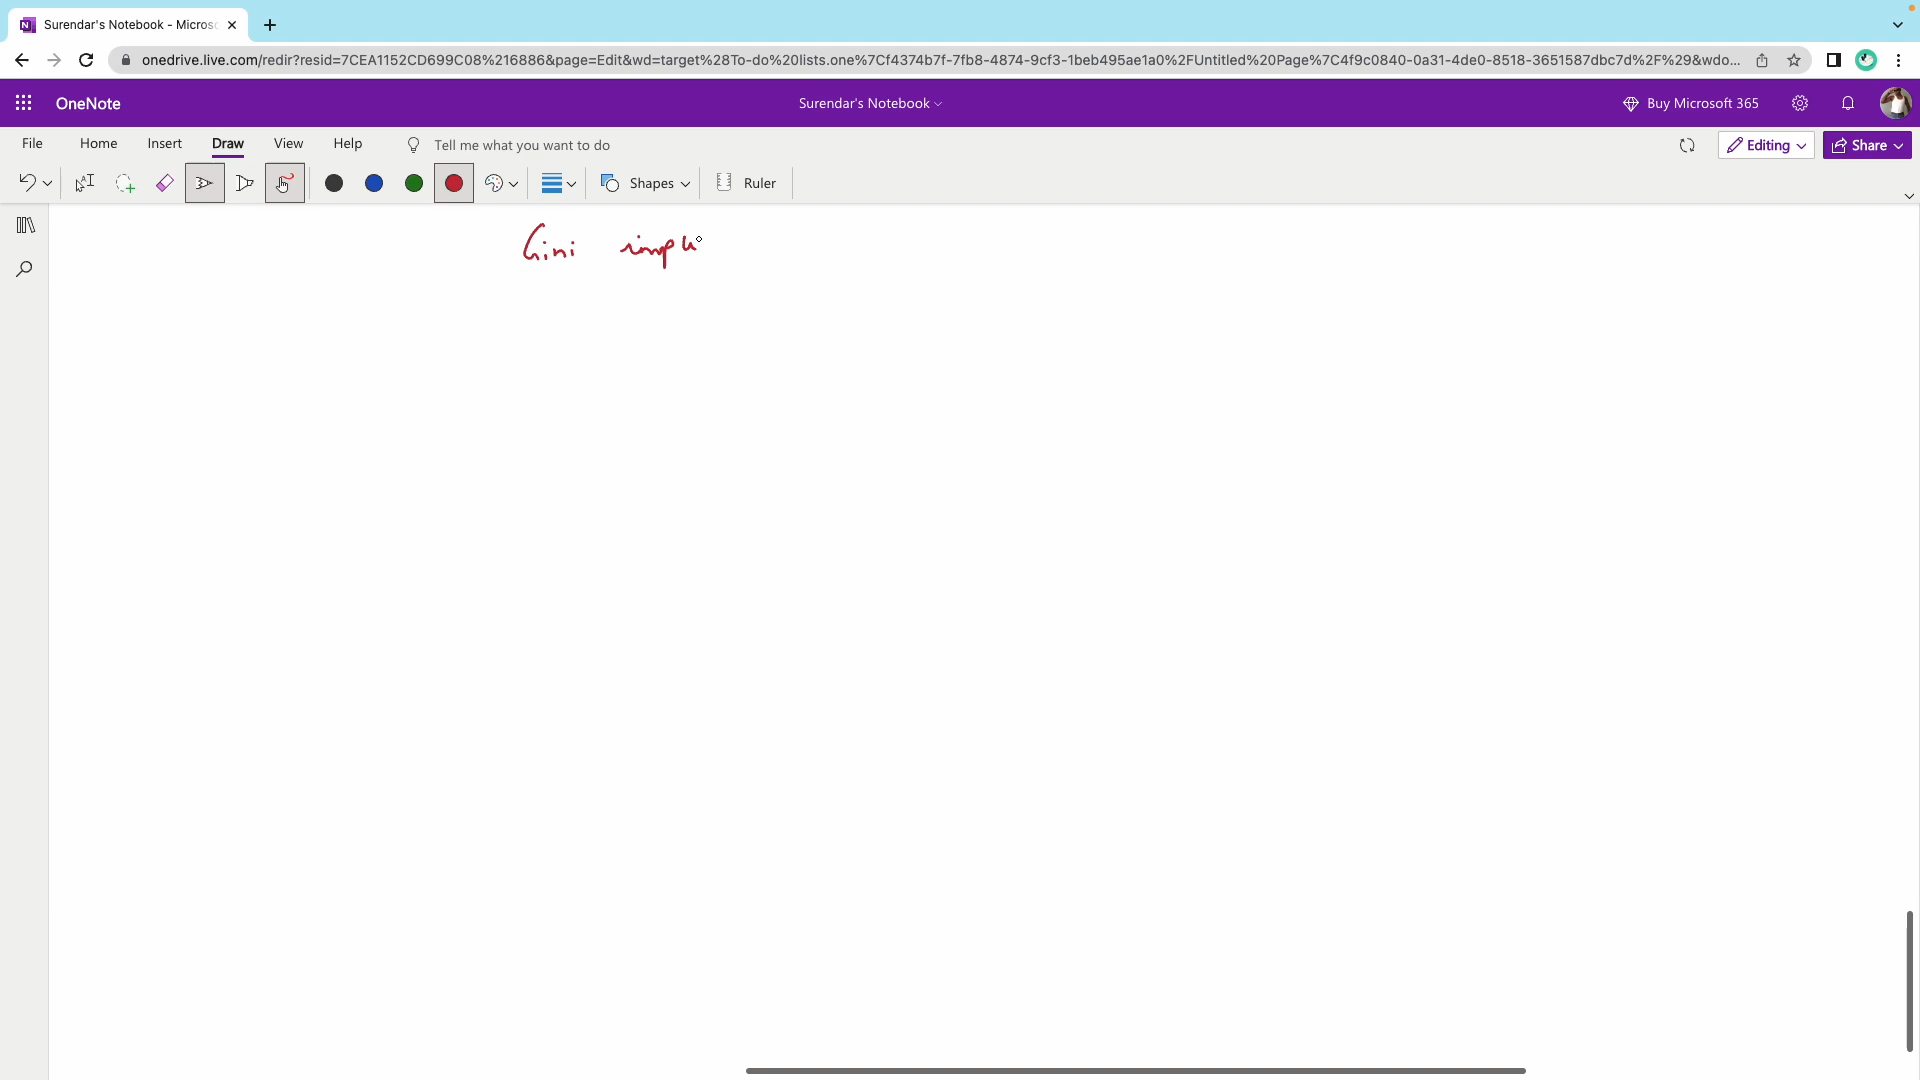 Surendar's Notebook - Micros
onedrive.live.com/redir?resid=7CEA1152CD699C08%216886&page=Edit&wd=target%28To-do%20lists.one%7Cf4374b7f-7fb8-4874-9cf3-1beb495ae1a0%2FUntitled%20Page%7C4f9c0840-0a31-4de0-8518-3651587dbc7d%2F%29&wdo...
OneNote Surendar's Notebook Buy Microsoft 365
File Home Insert Draw View Help Tell me what you want to do Editing Share
Shapes Ruler
Gini impu